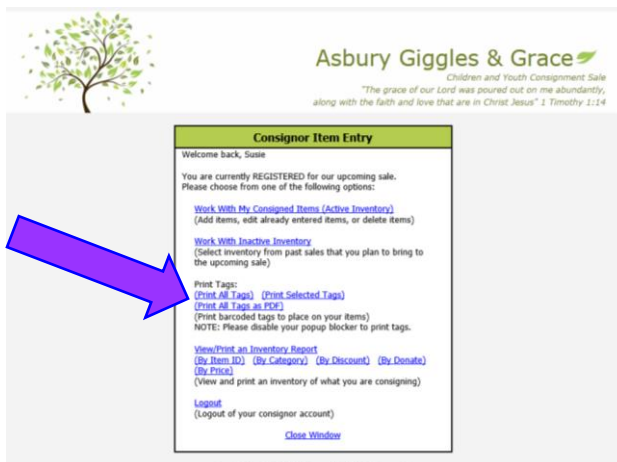 Asbury Giggles & Grace
Children and Youth Consignment Sale
"The grace of our Lord was poured out on me abundantly,
along with the faith and love that are in Christ Jesus" 1 Timothy 1:14
Consignor Item Entry
Welcome back, Susie
You are currently REGISTERED for our upcoming sale.
Please choose from one of the following options:
Work With My Consigned Items (Active Inventory)
(Add items, edit already entered items, or delete items)
Work With Inactive Inventory
(Select inventory from past sales that you plan to bring to
the upcoming sale)
Print Tags:
(Print All Tags) (Print Selected Tags)
(Print All Tags as PDF)
(Print barcoded tags to place on your items)
NOTE: Please disable your popup blocker to print tags.
View/Print an Inventory Report
(By Item ID) (By Category) (By Discount) (By Donate)
(By Price)
(View and print an inventory of what you are consigning)
Logout
(Logout of your consignor account)
Close Window